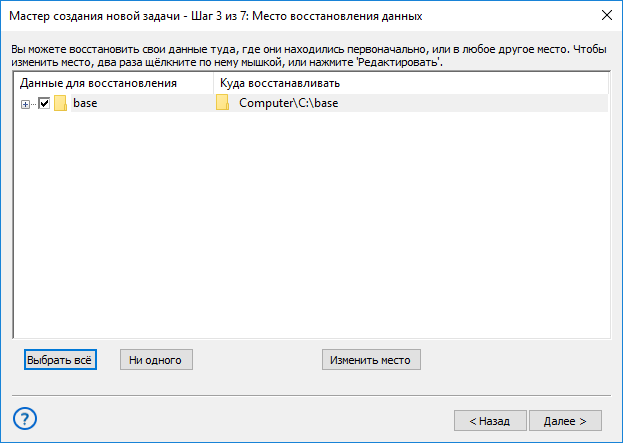 Мастер создания новой задачи - Шаг 3 из 7: Место восстановления данных
Вы можете восстановить свои данные туда, где они находились первоначально, или в любое другое место. Чтобы
изменить место, два раза щёлкните по нему мышкой, или нажмите 'Редактировать'.
Данные для восстановления Куда восстанавливать
base Computer\C:\base
Выбрать всё Ни одного Изменить место
? < Назад Далее >